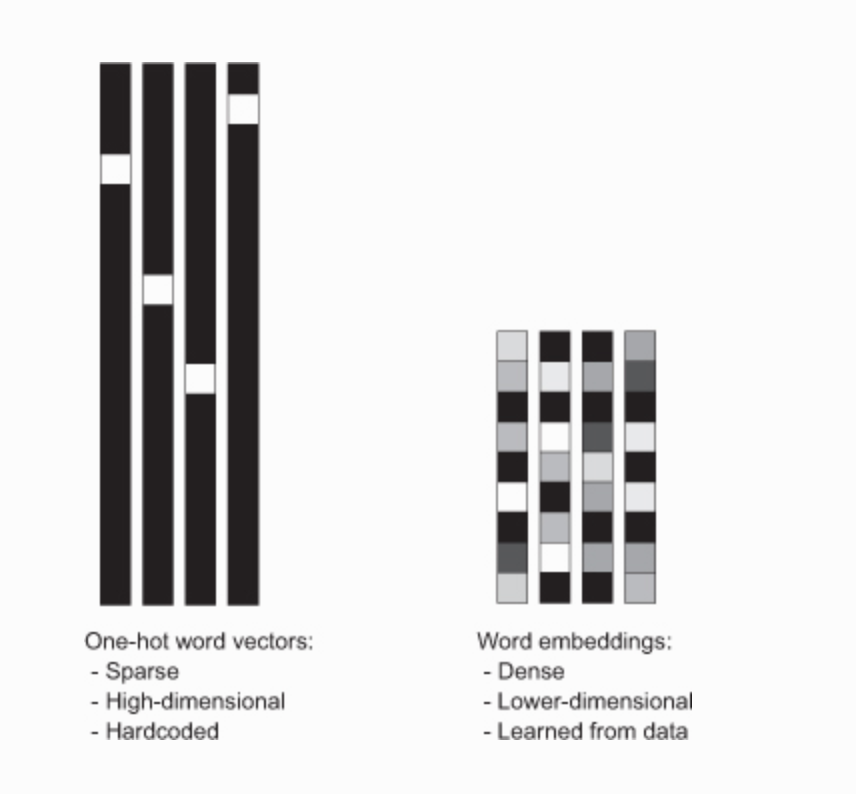 One-hot word vectors:
- Sparse
- High-dimensional
- Hardcoded
Word embeddings:
- Dense
- Lower-dimensional
- Learned from data